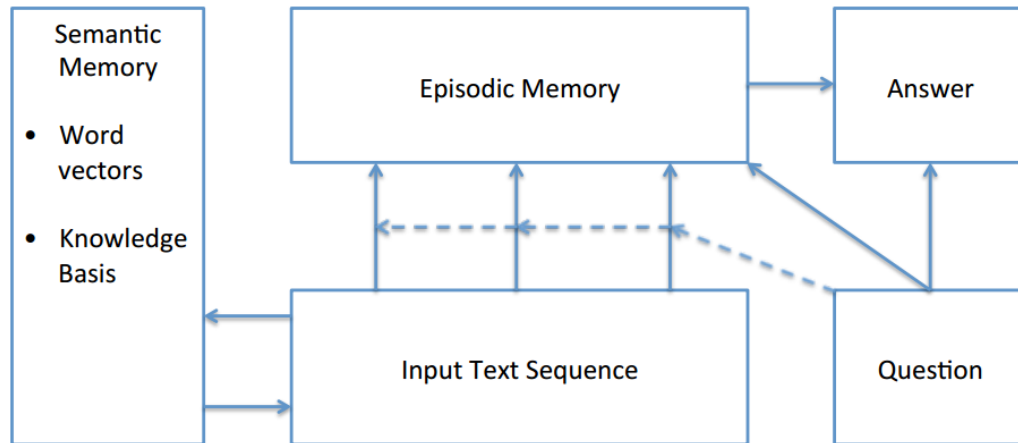 Semantic
Memory
• Word
vectors
• Knowledge
Basis
Episodic Memory
Answer
Input Text Sequence
Question